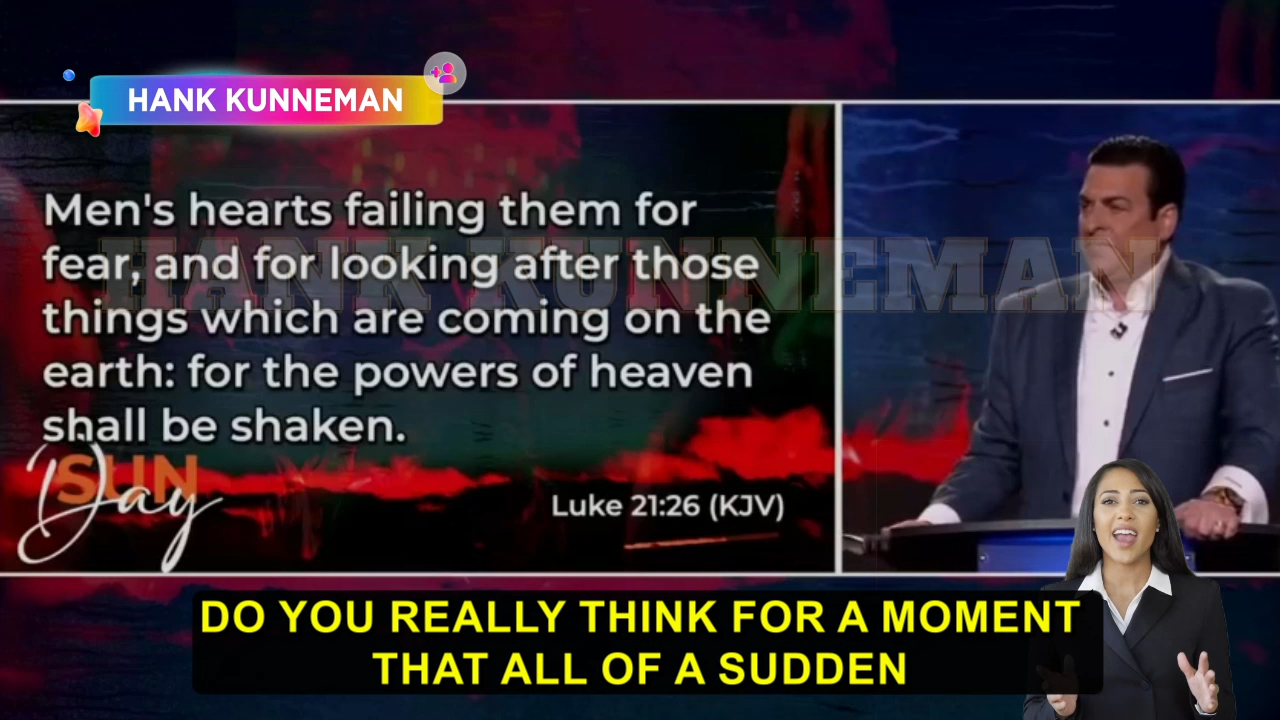 HANK KUNNEMAN
Men's hearts failing them for
fear, and for looking after those
things which are coming on the
earth: for the powers of heaven
shall be shaken.
HANK KUNNEMAN
SUN
Day
Luke 21:26 (KJV)
DO YOU REALLY THINK FOR A MOMENT
THAT ALL OF A SUDDEN